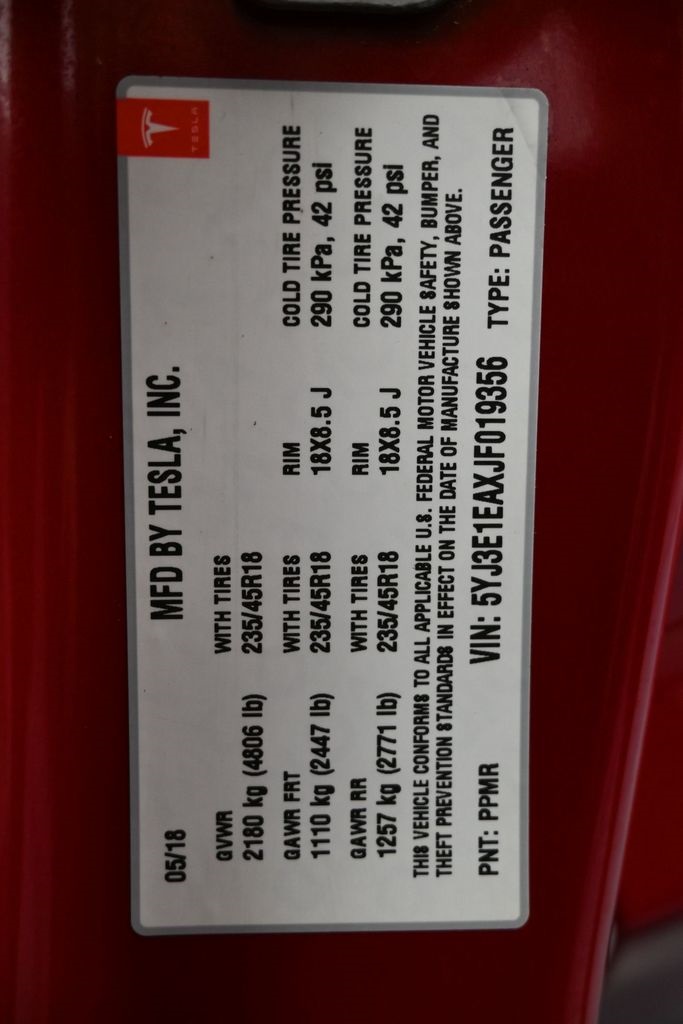 TESLA
05/18 MFD BY TESLA, INC.
GVWR WITH TIRES
2180 kg (4806 lb) 235/45R18
GAWR FRT WITH TIRES RIM COLD TIRE PRESSURE
1110 kg (2447 lb) 235/45R18 18X8.5 J 290 kPa, 42 psi
GAWR RR WITH TIRES RIM COLD TIRE PRESSURE
1257 kg (2771 lb) 235/45R18 18X8.5 J 290 kPa, 42 psi
THIS VEHICLE CONFORMS TO ALL APPLICABLE U.S. FEDERAL MOTOR VEHICLE SAFETY, BUMPER, AND
THEFT PREVENTION STANDARDS IN EFFECT ON THE DATE OF MANUFACTURE SHOWN ABOVE.
PNT: PPMR VIN: 5YJ3E1EAXJF019356 TYPE: PASSENGER